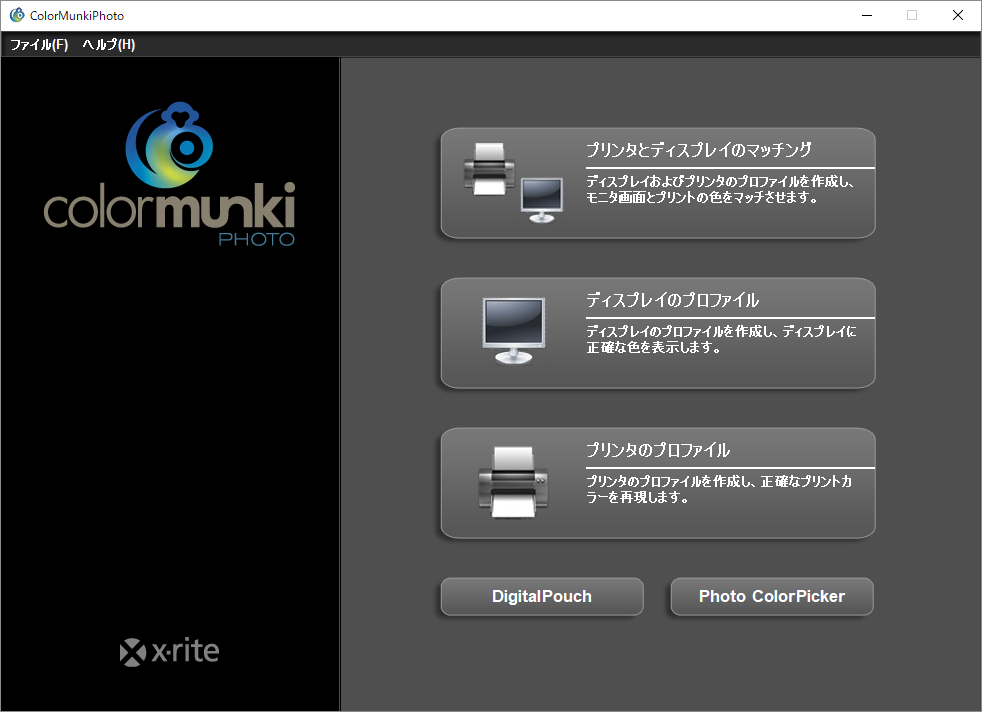 ColorMunkiPhoto
ファイル(F) ヘルプ(H)
colormunki
PHOTO
プリンタとディスプレイのマッチング
ディスプレイおよびプリンタのプロファイルを作成し、
モニタ画面とプリントの色をマッチさせます。
ディスプレイのプロファイル
ディスプレイのプロファイルを作成し、ディスプレイに
正確な色を表示します。
プリンタのプロファイル
プリンタのプロファイルを作成し、正確なプリントカ
ラーを再現します。
DigitalPouch
Photo ColorPicker
x·rite